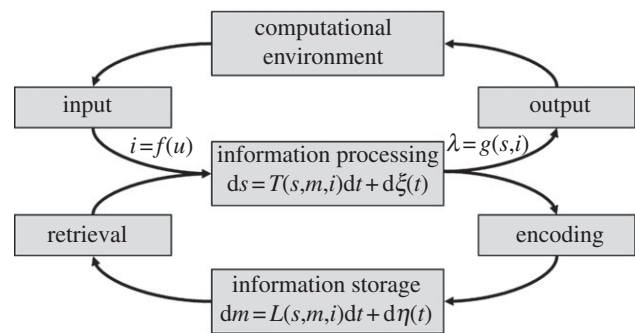 computational
environment
input
output
i=f(u)
λ=g(s,i)
information processing
ds=T(s,m,i)dt+dξ(t)
retrieval
encoding
information storage
dm=L(s,m,i)dt+dη(t)